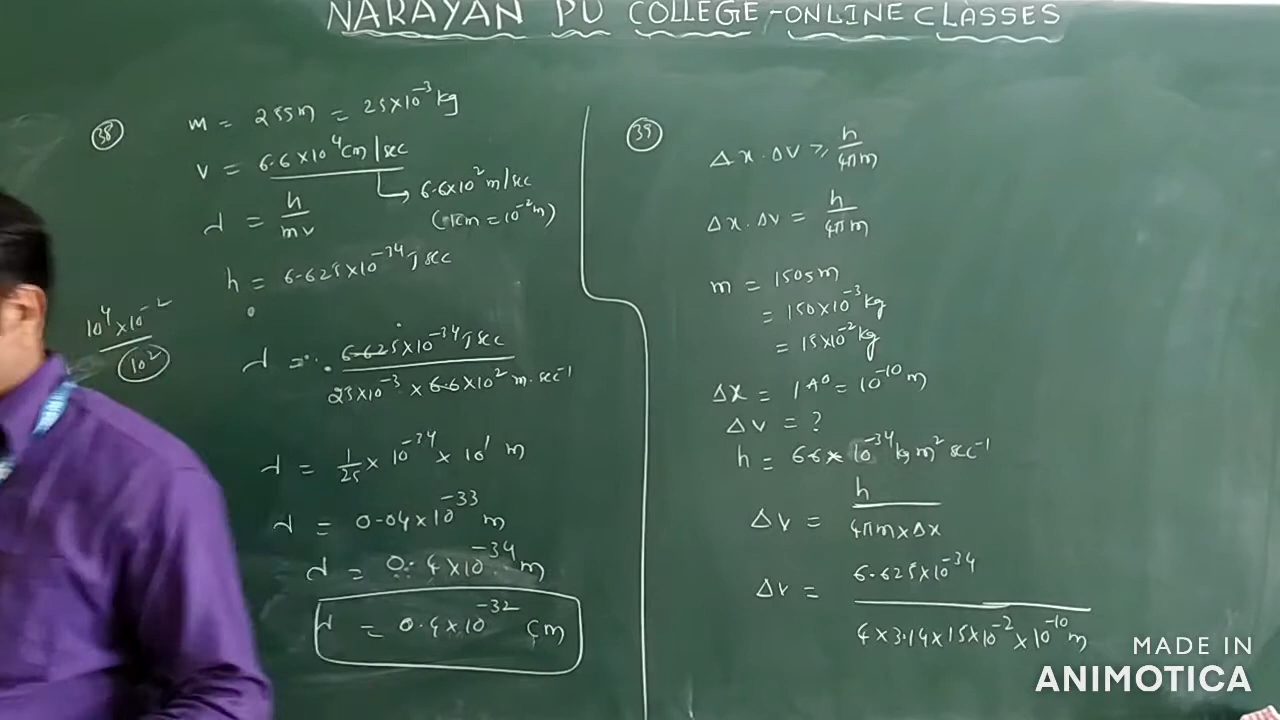 NARAYAN PU COLLEGE-ONLINE CLASSES
38
m = 25gm = 25×10⁻³ kg
v = 6.6×10⁴ cm/sec
→ 6.6×10² m/sec
λ = h/mv
(1cm = 10⁻² m)
h = 6.625×10⁻³⁴ J sec
10⁴×10⁻²
10²
λ = 6.625×10⁻³⁴ J sec / 25×10⁻³ × 6.6×10² m.sec⁻¹
λ = 1/25 × 10⁻³⁴ × 10¹ m
λ = 0.04×10⁻³³ m
λ = 0.4×10⁻³⁴ m
λ = 0.4×10⁻³² cm
39
Δx.Δv ≥ h/4πm
Δx.Δv = h/4πm
m = 150gm
= 150×10⁻³ kg
= 15×10⁻² kg
Δx = 1A⁰ = 10⁻¹⁰ m
Δv = ?
h = 6.6×10⁻³⁴ kg m² sec⁻¹
Δv = h/4πm×Δx
Δv = 6.625×10⁻³⁴ / 4×3.14×15×10⁻²×10⁻¹⁰ m
MADE IN
ANIMOTICA